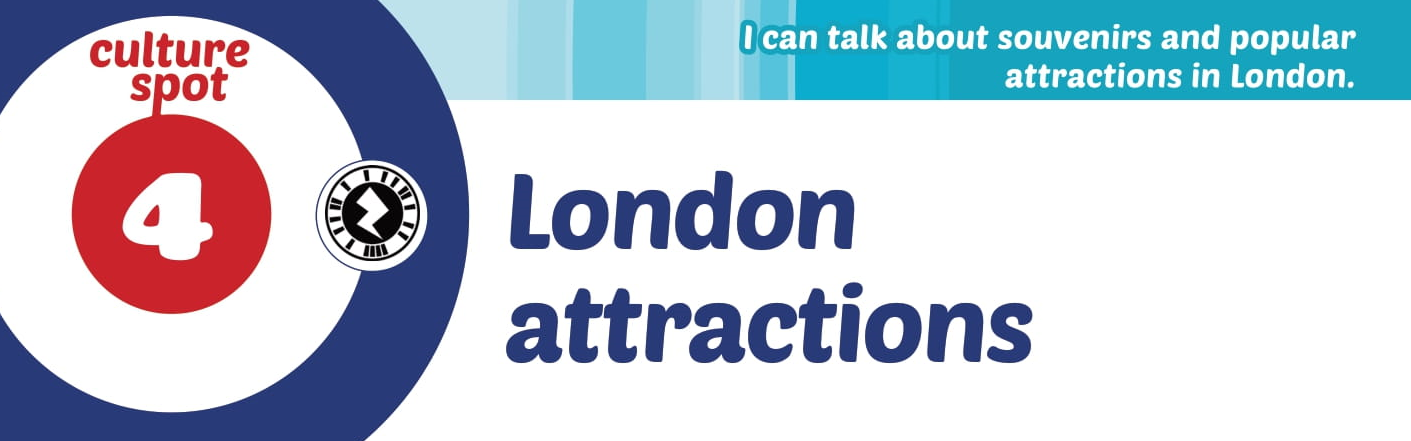 culture
spot
4
I can talk about souvenirs and popular
attractions in London.
London
attractions